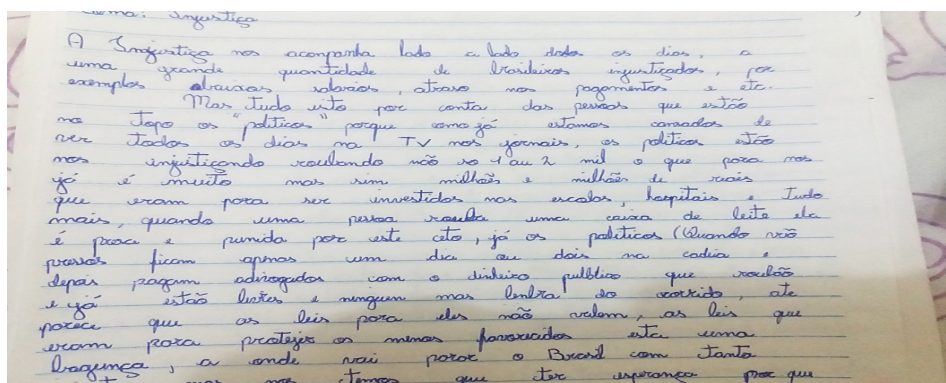 Tema: Injustiça
A Injustiça nos acompanha lado a lado todos os dias, a
uma grande quantidade de brasileiros injustiçados, por
exemplos abaixos, salarios, atraso nos pagamentos e etc.
Mas tudo isto por conta das pessoas que estão
no topo os "politicos" porque como já estamos cansados de
ver todos os dias na TV nos jornais, os politicos estão
nos injustiçando roubando não so 1 au 2 mil o que para nos
já é muito mas sim milhões e milhões de reais
que eram para ser investidos nas escolas, hospitais e tudo
mais, quando uma pessoa rouba uma caixa de leite ela
é presa e punida por este ato, já os politicos (Quando vão
presos ficam apenas um dia ou dois na cadeia e
depois pagam advogados com o dinheiro publico que roubão
e já estão livres e ninguem mas lembra do ocorrido, ate
parece que as leis para eles não valem, as leis que
eram para protejer os menos favorecidos esta uma
bagunça, a onde vai parar o Brasil com tanta
mas nos temos que ter esperança por que